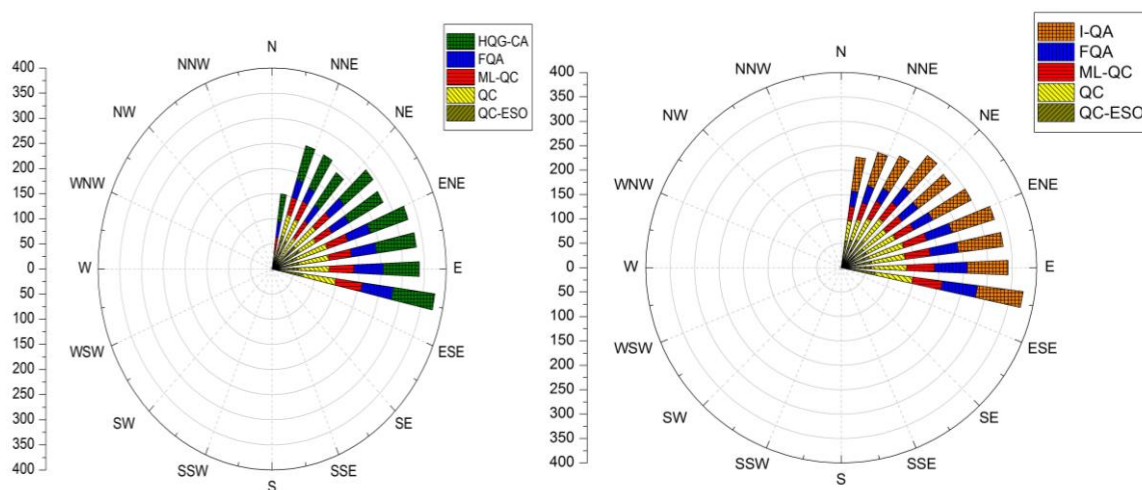 HQG-CA
FQA
ML-QC
QC
QC-ESO
400
350
300
250
200
150
100
50
0
50
100
150
200
250
300
350
400
N
NNE
NE
ENE
E
ESE
SE
SSE
S
SSW
SW
WSW
W
WNW
NW
NNW
I-QA
FQA
ML-QC
QC
QC-ESO
400
350
300
250
200
150
100
50
0
50
100
150
200
250
300
350
400
N
NNE
NE
ENE
E
ESE
SE
SSE
S
SSW
SW
WSW
W
WNW
NW
NNW